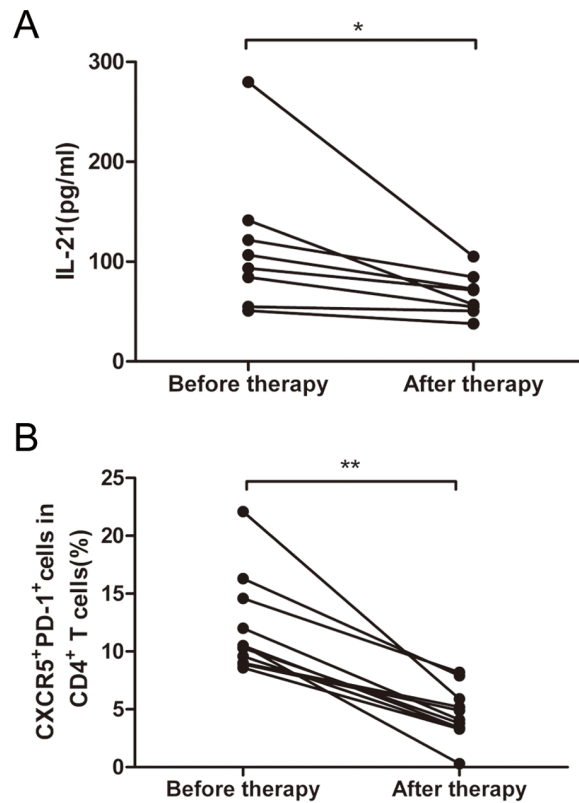 A
*
300
200
100
0
IL-21(pg/ml)
Before therapy After therapy
B
**
25
20
15
10
5
0
CXCR5⁺PD-1⁺cells in
CD4⁺ T cells(%)
Before therapy After therapy